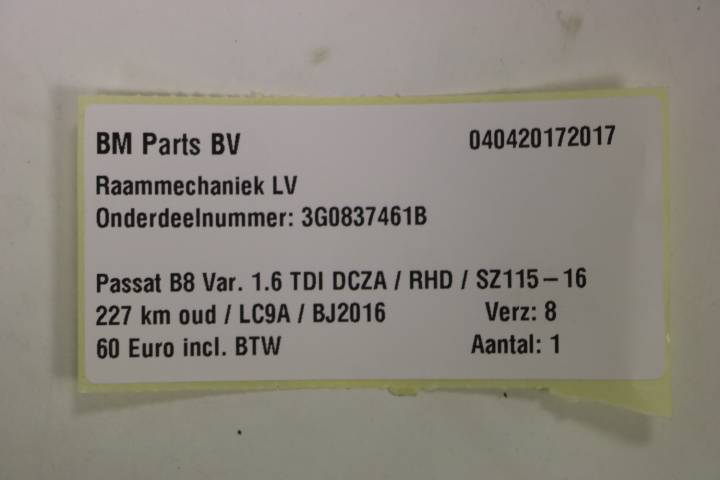 BM Parts BV 040420172017
Raammechaniek LV
Onderdeelnummer: 3G0837461B
Passat B8 Var. 1.6 TDI DCZA / RHD / SZ115-16
227 km oud / LC9A / BJ2016 Verz: 8
60 Euro incl. BTW Aantal: 1